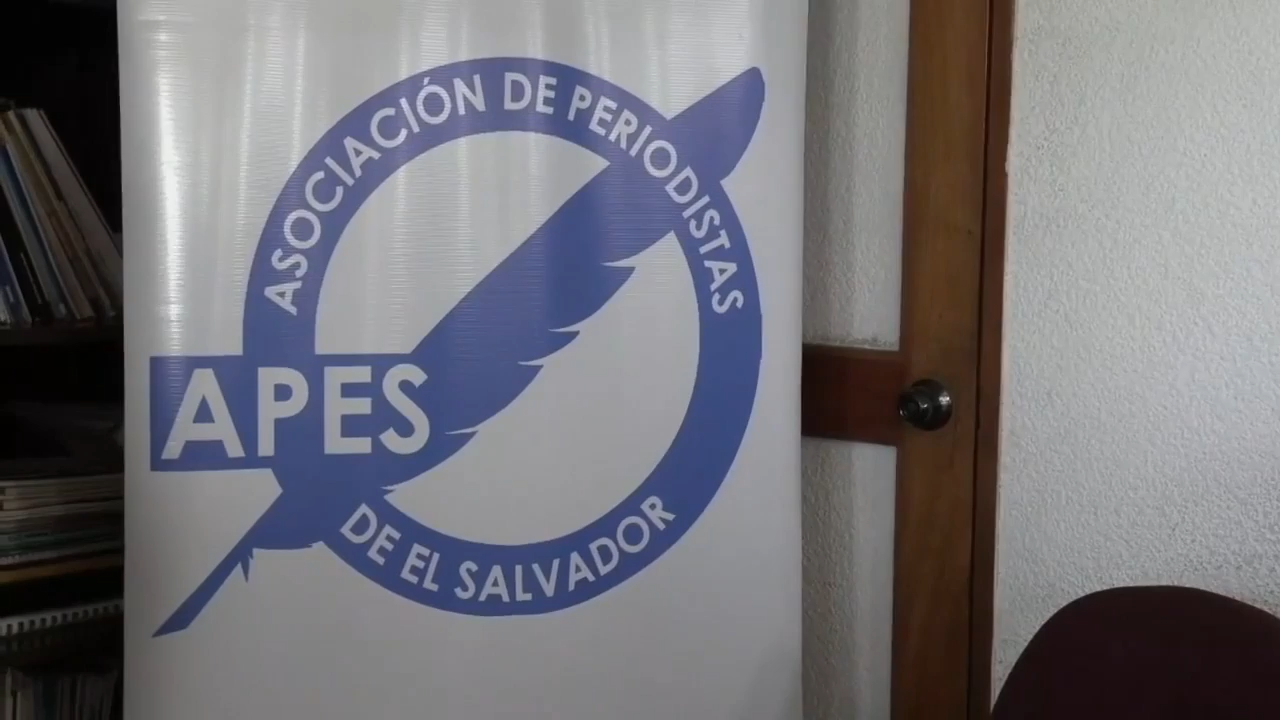 ASOCIACIÓN DE PERIODISTAS
APES
DE EL SALVADOR